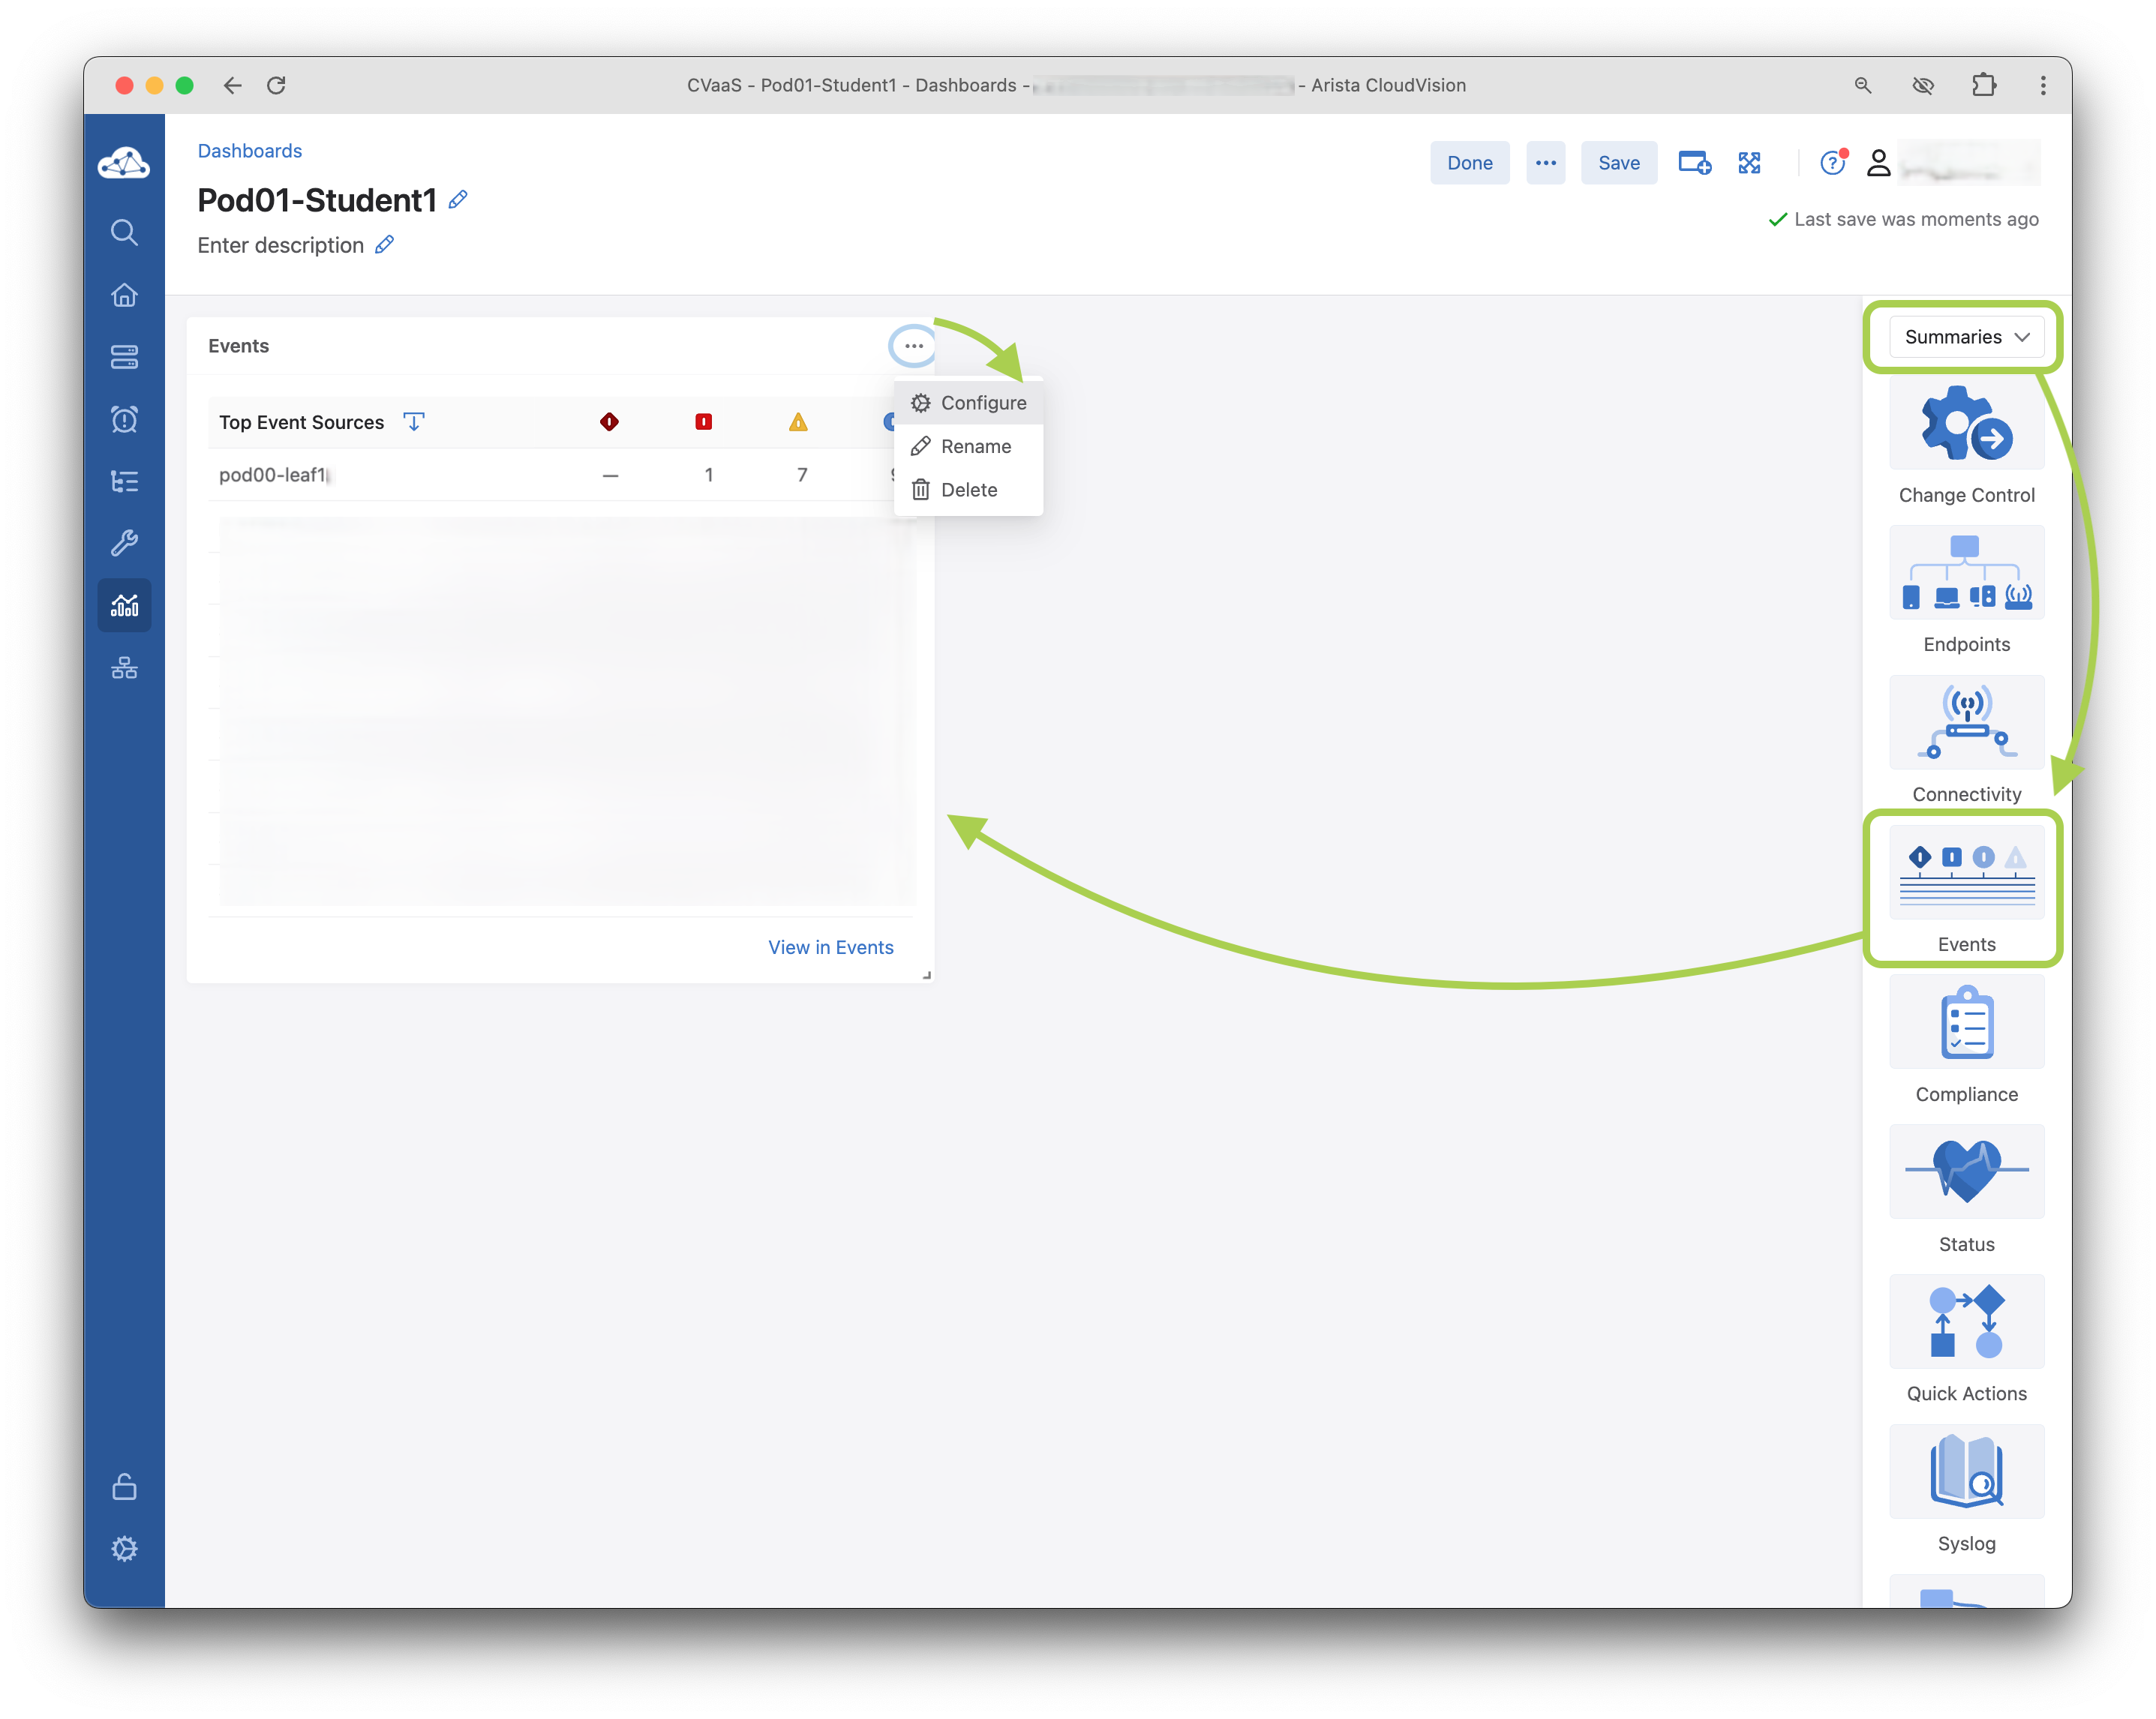 CVaaS - Pod01-Student1 - Dashboards - - Arista CloudVision
Dashboards
Done
Save
Pod01-Student1
Enter description
Last save was moments ago
Events
Summaries
Configure
Rename
Delete
Top Event Sources
pod00-leaf1 — 1 7
View in Events
Change Control
Endpoints
Connectivity
Events
Compliance
Status
Quick Actions
Syslog